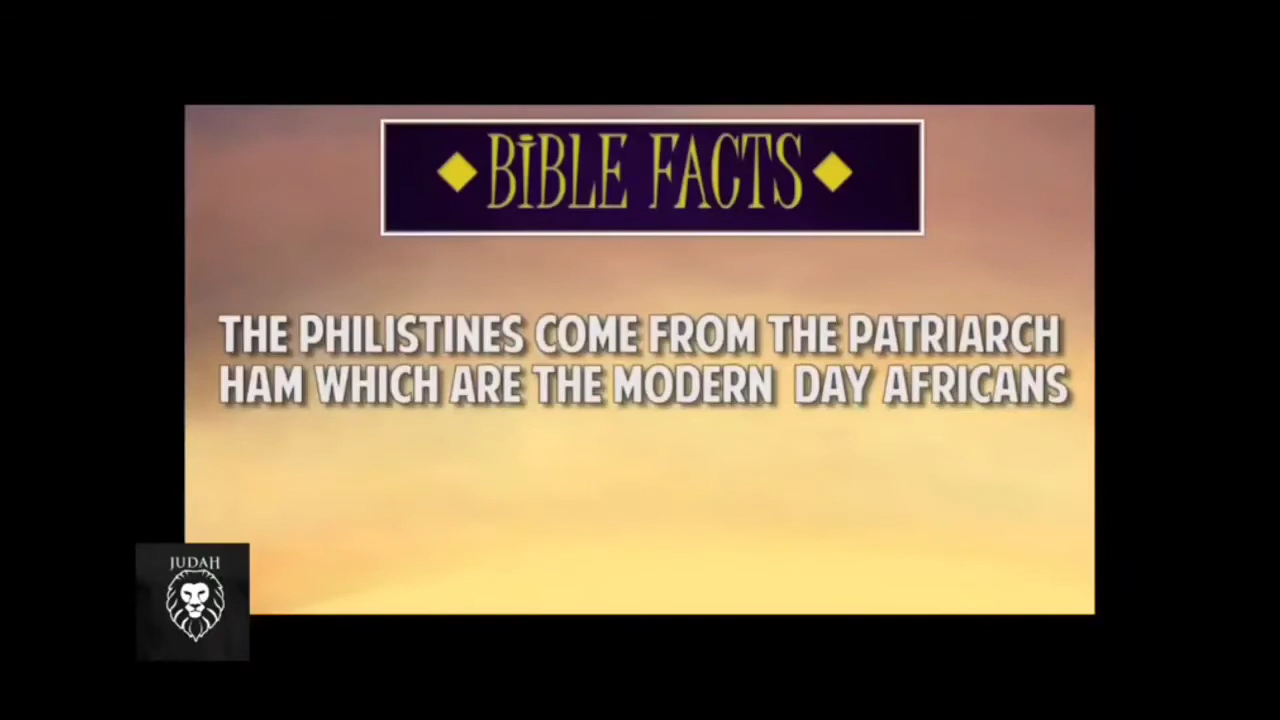 BIBLE FACTS
THE PHILISTINES COME FROM THE PATRIARCH
HAM WHICH ARE THE MODERN DAY AFRICANS
JUDAH